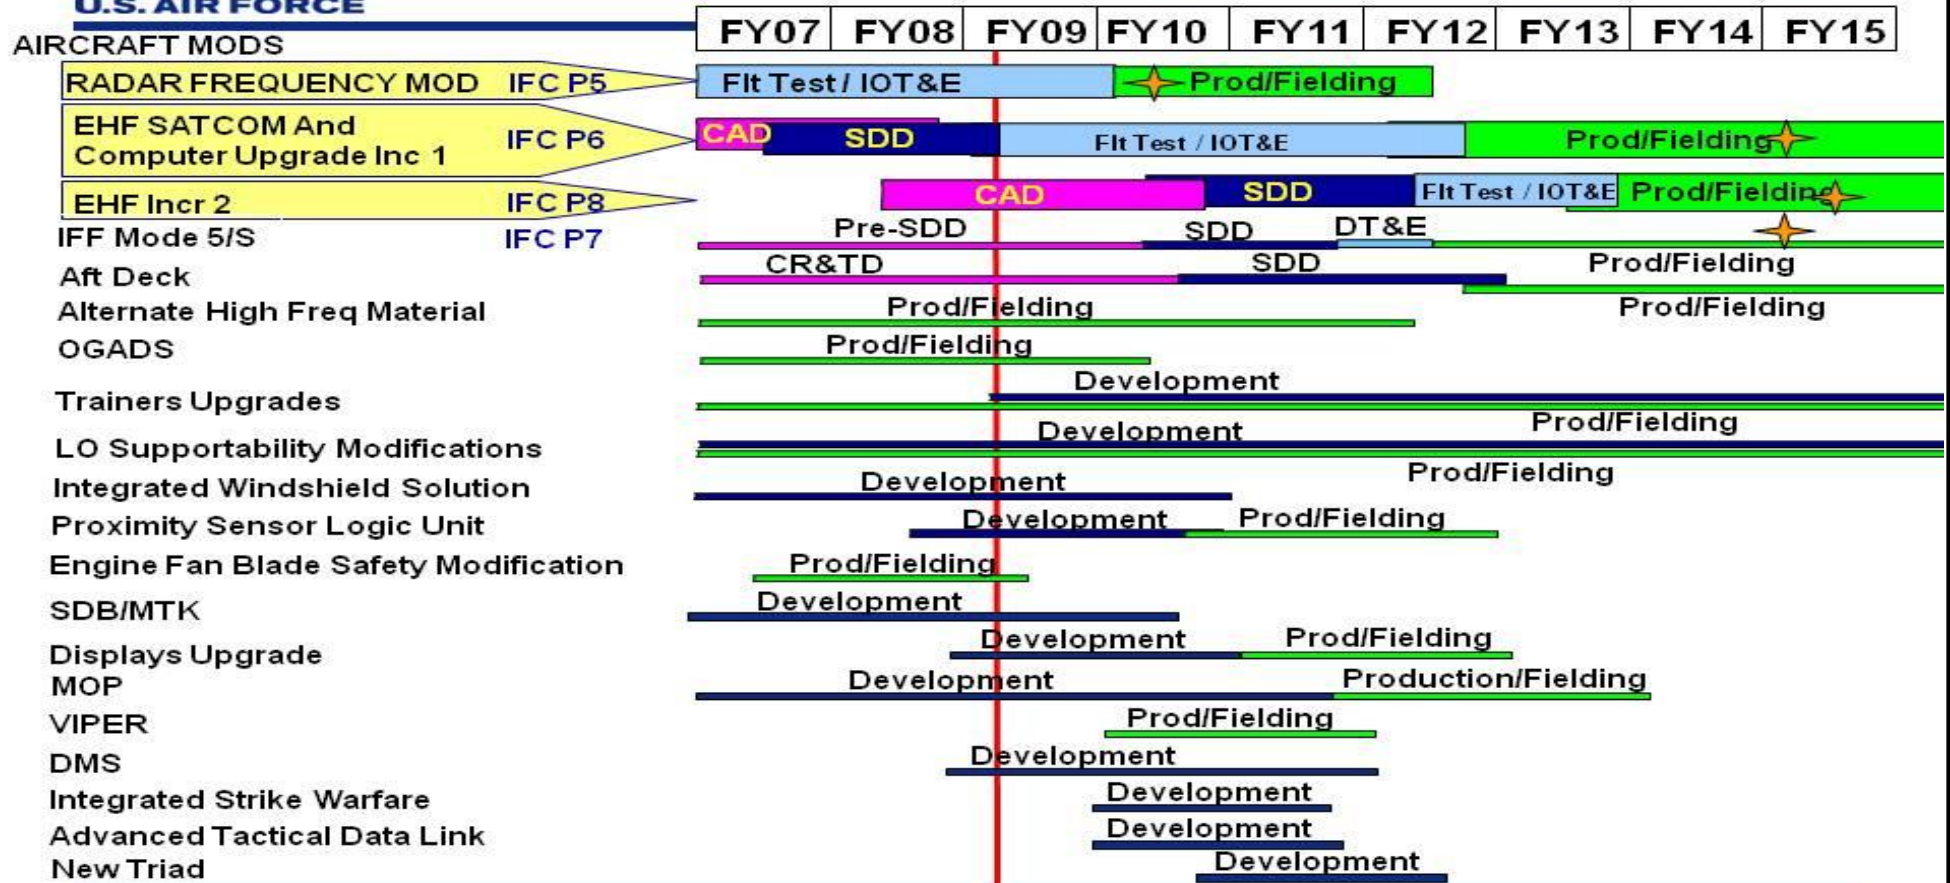 U.S. AIR FORCE
FY07 FY08 FY09 FY10 FY11 FY12 FY13 FY14 FY15
AIRCRAFT MODS
RADAR FREQUENCY MOD IFC P5 Flt Test / IOT&E Prod/Fielding
EHF SATCOM And
Computer Upgrade Inc 1 IFC P6 CAD SDD Flt Test / IOT&E Prod/Fielding
EHF Incr 2 IFC P8 CAD SDD Flt Test / IOT&E Prod/Fielding
IFF Mode 5/S IFC P7 Pre-SDD SDD DT&E
Aft Deck CR&TD SDD Prod/Fielding
Alternate High Freq Material Prod/Fielding Prod/Fielding
OGADS Prod/Fielding
Development
Trainers Upgrades Prod/Fielding
LO Supportability Modifications Development
Prod/Fielding
Integrated Windshield Solution Development
Proximity Sensor Logic Unit Development Prod/Fielding
Engine Fan Blade Safety Modification Prod/Fielding
SDB/MTK Development
Displays Upgrade Development Prod/Fielding
MOP Development Production/Fielding
VIPER Prod/Fielding
DMS Development
Integrated Strike Warfare Development
Advanced Tactical Data Link Development
New Triad Development